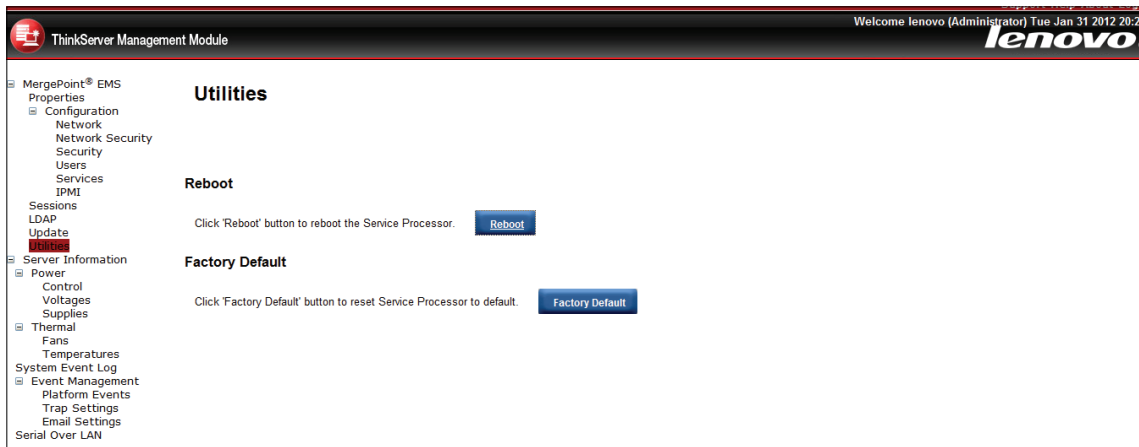 Welcome lenovo (Administrator) Tue Jan 31 2012 20:2
ThinkServer Management Module
lenovo
MergePoint® EMS
Properties
Configuration
Network
Network Security
Security
Users
Services
IPMI
Sessions
LDAP
Update
Utilities
Server Information
Power
Control
Voltages
Supplies
Thermal
Fans
Temperatures
System Event Log
Event Management
Platform Events
Trap Settings
Email Settings
Serial Over LAN
Utilities
Reboot
Click 'Reboot' button to reboot the Service Processor. Reboot
Factory Default
Click 'Factory Default' button to reset Service Processor to default. Factory Default